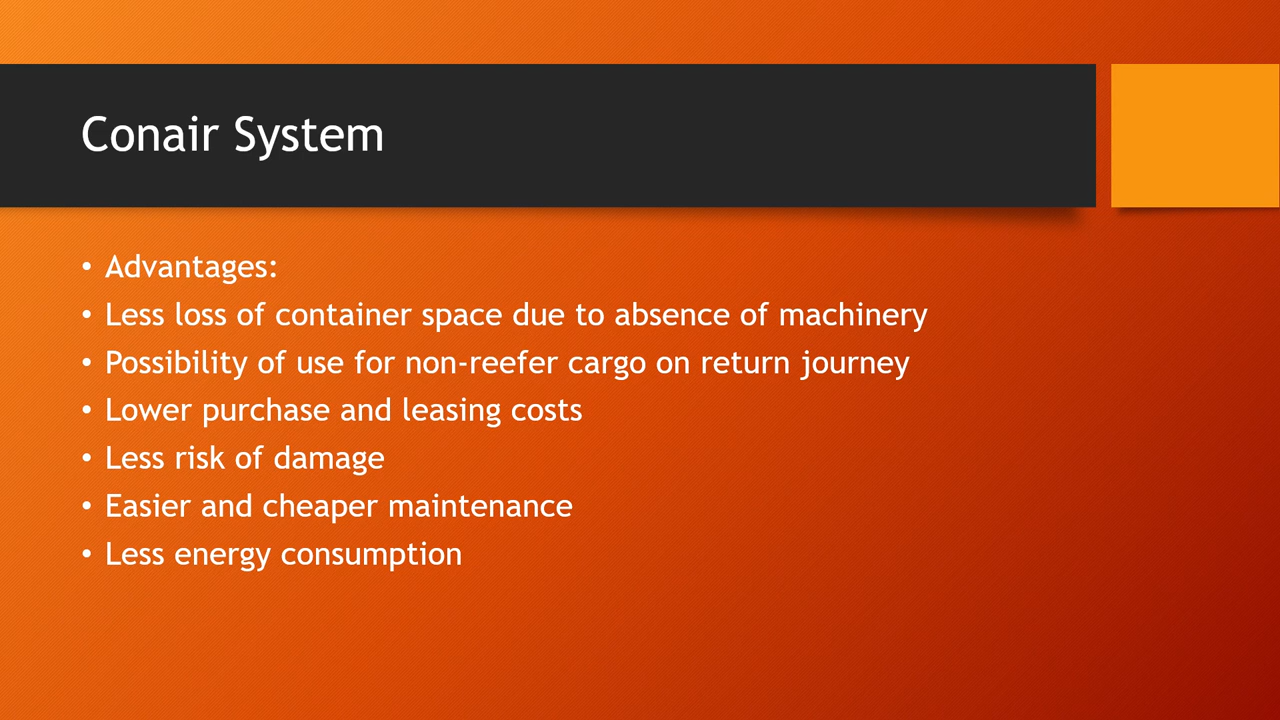 Conair System
• Advantages:
• Less loss of container space due to absence of machinery
• Possibility of use for non-reefer cargo on return journey
• Lower purchase and leasing costs
• Less risk of damage
• Easier and cheaper maintenance
• Less energy consumption